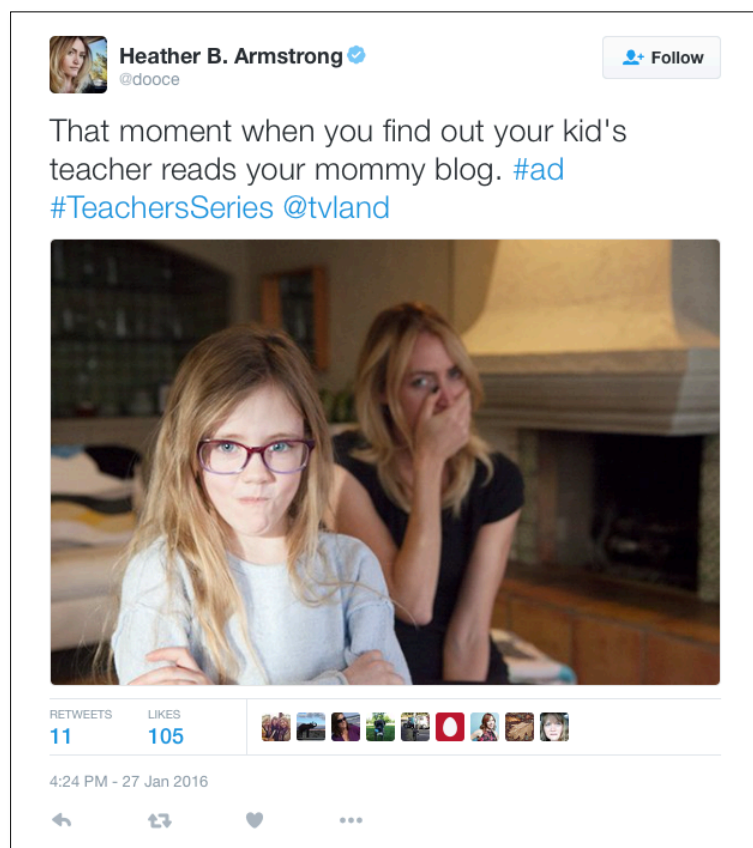 Heather B. Armstrong
@dooce
Follow
That moment when you find out your kid's
teacher reads your mommy blog. #ad
#TeachersSeries @tvland
RETWEETS LIKES
11 105
4:24 PM - 27 Jan 2016